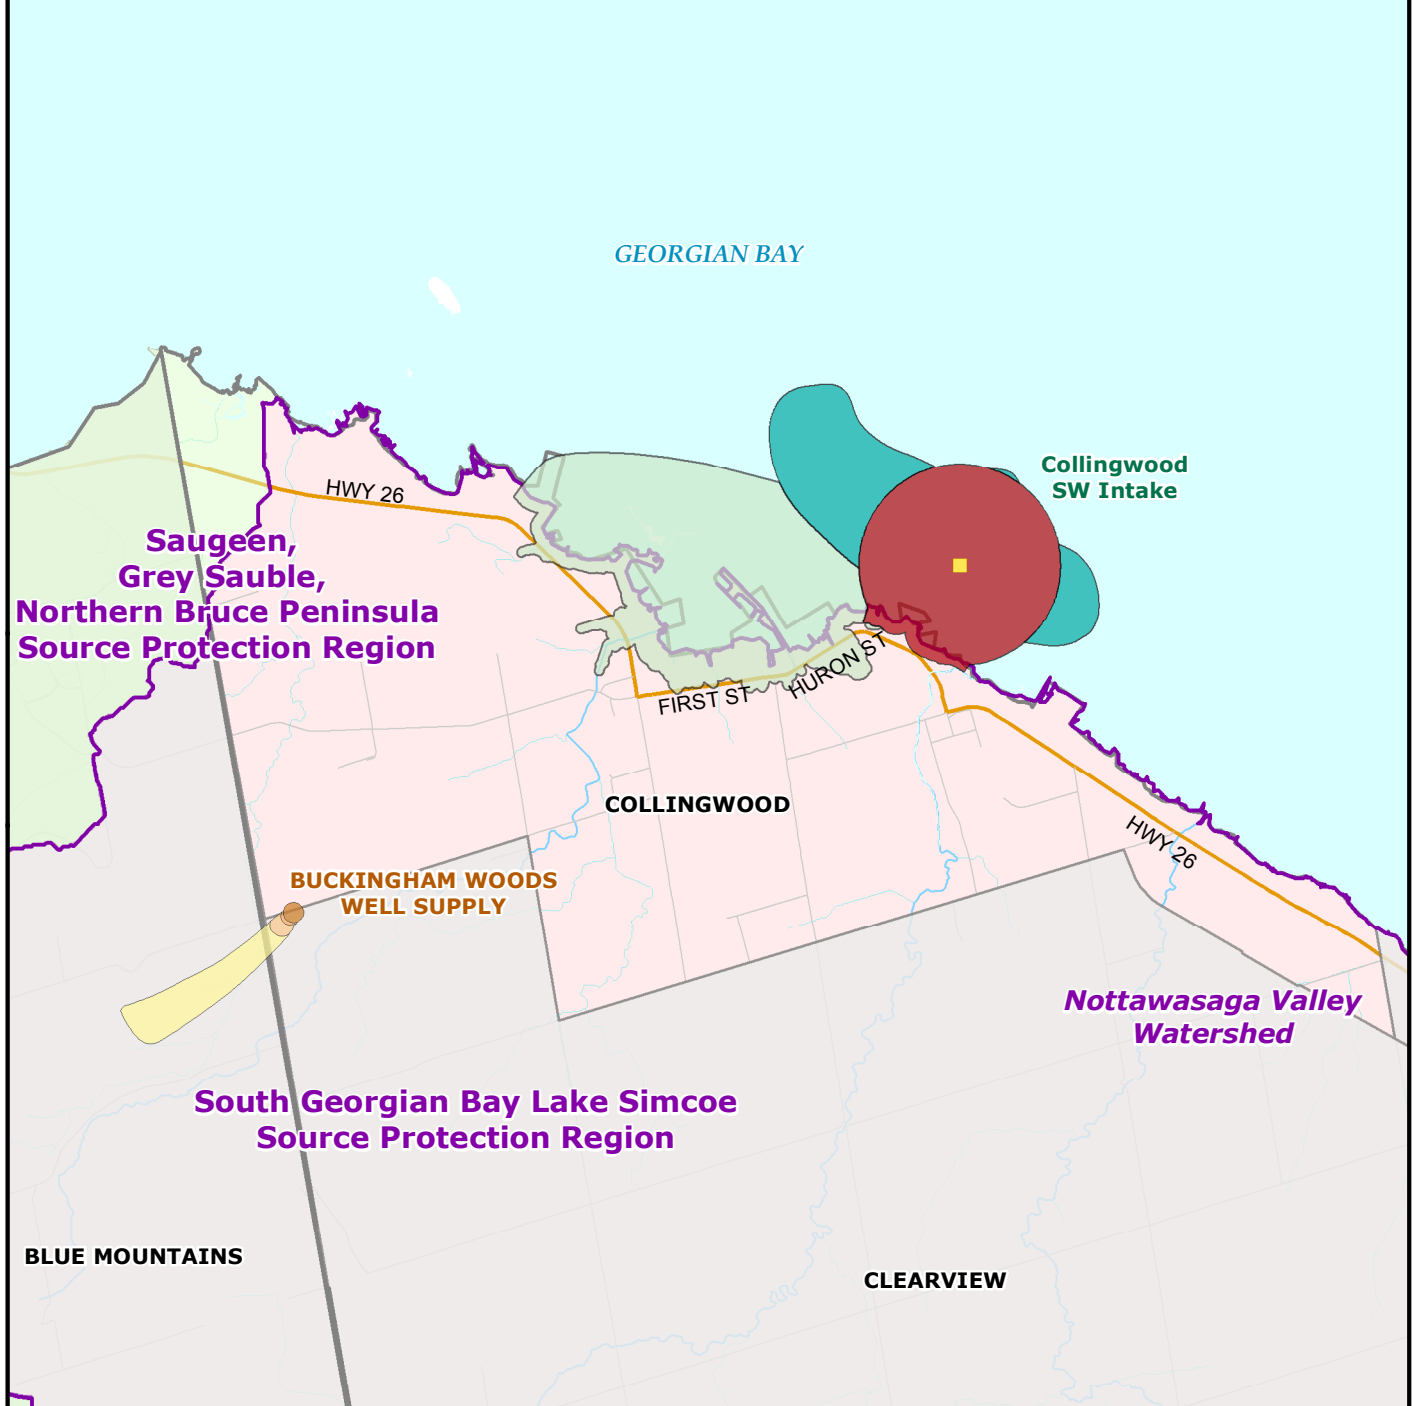 GEORGIAN BAY
Collingwood
SW Intake
HWY 26
Saugeen,
Grey Sauble,
Northern Bruce Peninsula
Source Protection Region
HURON ST
FIRST ST
COLLINGWOOD
HWY 26
BUCKINGHAM WOODS
WELL SUPPLY
Nottawasaga Valley
Watershed
South Georgian Bay Lake Simcoe
Source Protection Region
BLUE MOUNTAINS
CLEARVIEW